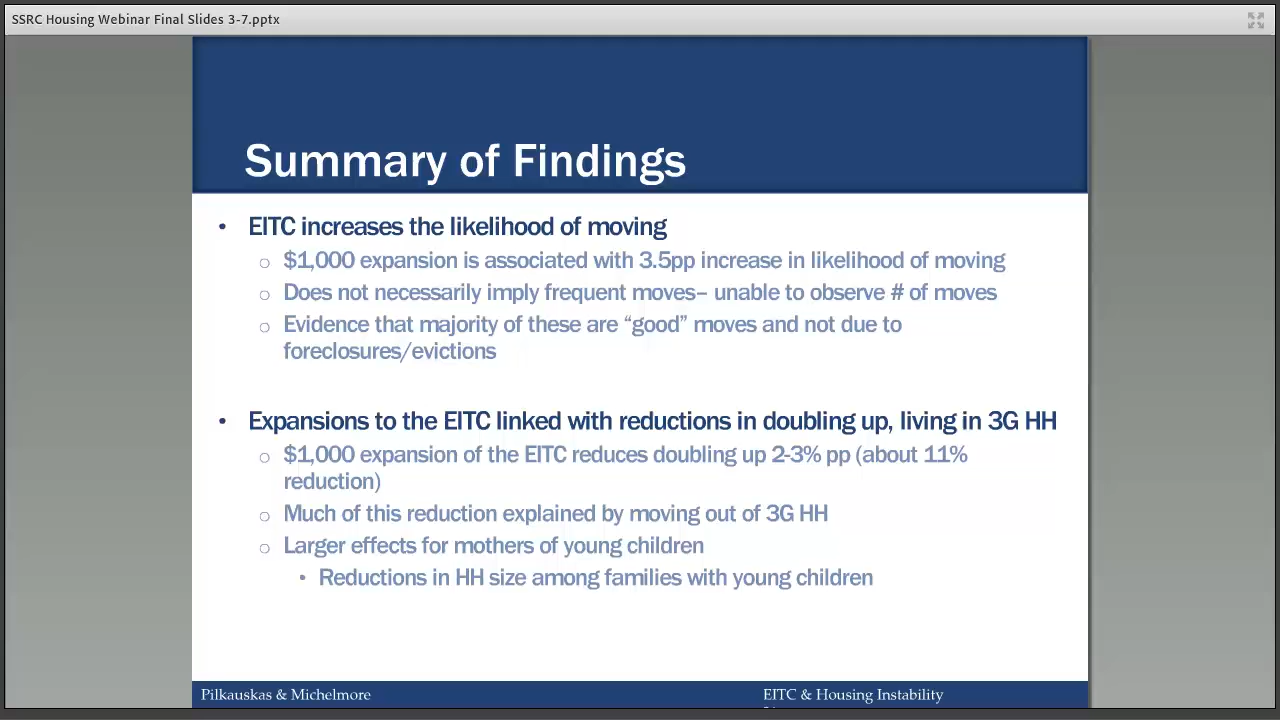 SSRC Housing Webinar Final Slides 3-7.pptx
Summary of Findings
• EITC increases the likelihood of moving
o $1,000 expansion is associated with 3.5pp increase in likelihood of moving
o Does not necessarily imply frequent moves– unable to observe # of moves
o Evidence that majority of these are “good” moves and not due to
foreclosures/evictions
• Expansions to the EITC linked with reductions in doubling up, living in 3G HH
o $1,000 expansion of the EITC reduces doubling up 2-3% pp (about 11%
reduction)
o Much of this reduction explained by moving out of 3G HH
o Larger effects for mothers of young children
• Reductions in HH size among families with young children
Pilkauskas & Michelmore
EITC & Housing Instability